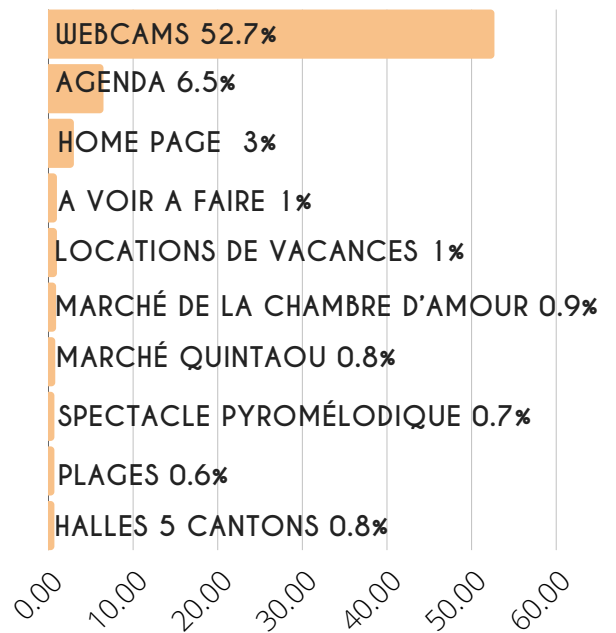 WEBCAMS 52.7%
AGENDA 6.5%
HOME PAGE 3%
A VOIR A FAIRE 1%
LOCATIONS DE VACANCES 1%
MARCHÉ DE LA CHAMBRE D'AMOUR 0.9%
MARCHÉ QUINTAOU 0.8%
SPECTACLE PYROMÉLODIQUE 0.7%
PLAGES 0.6%
HALLES 5 CANTONS 0.8%
0.00 10.00 20.00 30.00 40.00 50.00 60.00